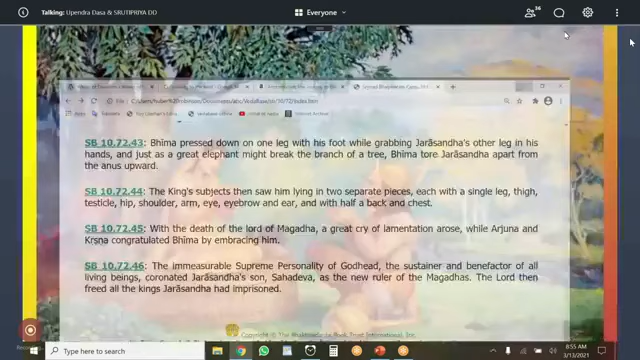 Talking: Upendra Dasa & SRUTIPRIYA DD
Everyone
36
SB 10.72.43: Bhīma pressed down on one leg with his foot while grabbing Jarāsandha's other leg in his
hands, and just as a great elephant might break the branch of a tree, Bhīma tore Jarāsandha apart from
the anus upward.
SB 10.72.44: The King's subjects then saw him lying in two separate pieces, each with a single leg, thigh,
testicle, hip, shoulder, arm, eye, eyebrow and ear, and with half a back and chest.
SB 10.72.45: With the death of the lord of Magadha, a great cry of lamentation arose, while Arjuna and
Kṛṣṇa congratulated Bhīma by embracing him.
SB 10.72.46: The immeasurable Supreme Personality of Godhead, the sustainer and benefactor of all
living beings, coronated Jarāsandha's son, Sahadeva, as the new ruler of the Magadhas. The Lord then
freed all the kings Jarāsandha had imprisoned.
Copyright © The Bhaktivedanta Book Trust International, Inc.
Type here to search
8:55 AM
3/13/2021